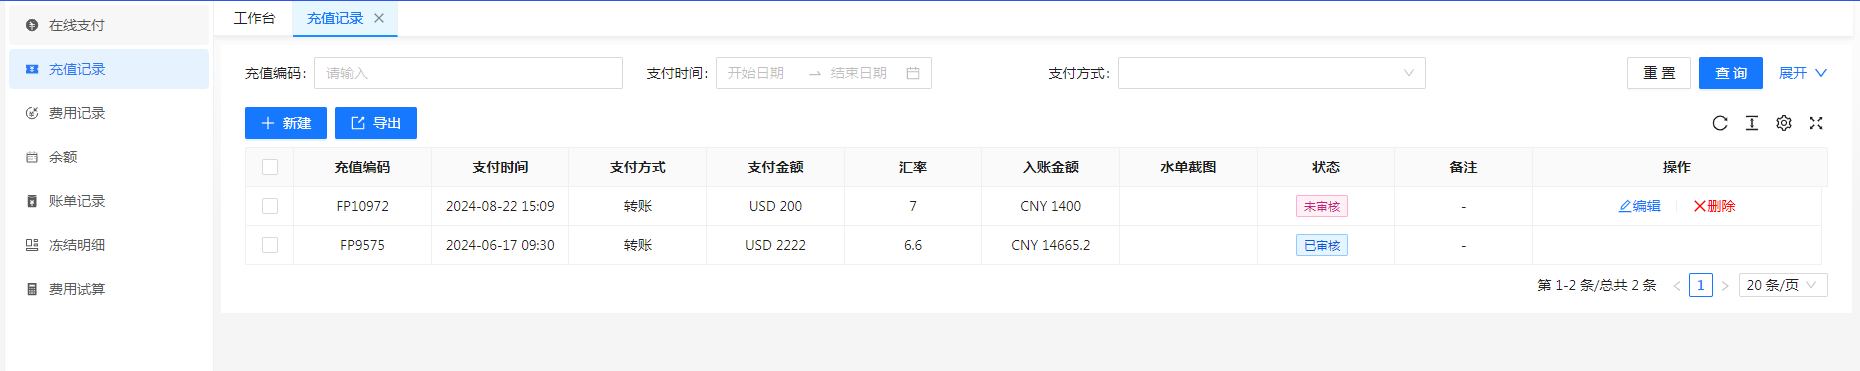 在线支付
充值记录
费用记录
余额
账单记录
冻结明细
费用试算
工作台 充值记录
充值编码: 请输入 支付时间: 开始日期 结束日期 支付方式: 重 置 查 询 展开
新建 导出
充值编码 支付时间 支付方式 支付金额 汇率 入账金额 水单截图 状态 备注 操作
FP10972 2024-08-22 15:09 转账 USD 200 7 CNY 1400 未审核 - 编辑 删除
FP9575 2024-06-17 09:30 转账 USD 2222 6.6 CNY 14665.2 已审核 -
第 1-2 条/总共 2 条 1 20 条/页